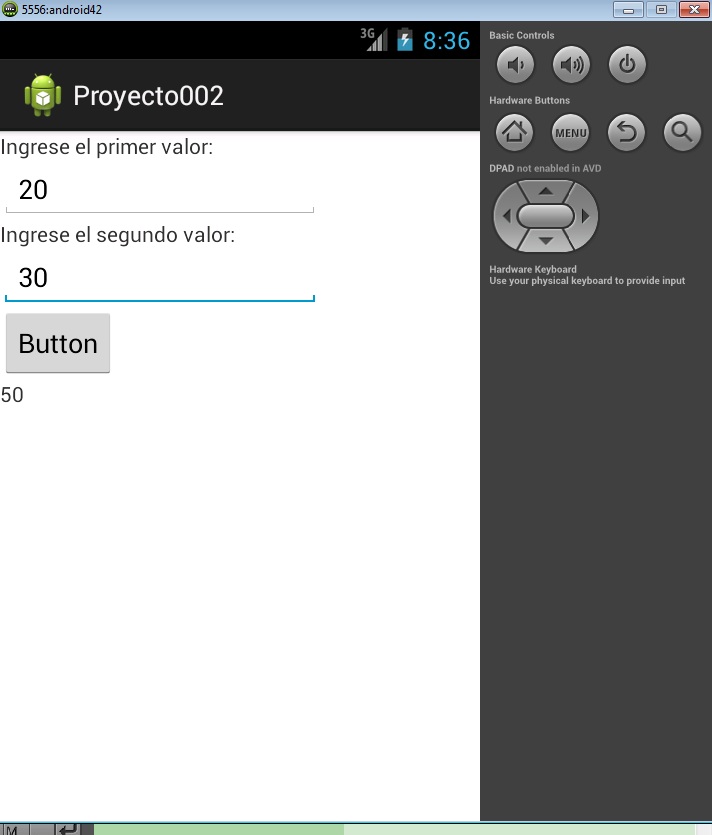 5556:android42
3G 8:36
Proyecto002
Ingrese el primer valor:
20
Ingrese el segundo valor:
30
Button
50
Basic Controls
Hardware Buttons
MENU
DPAD not enabled in AVD
Hardware Keyboard
Use your physical keyboard to provide input
M